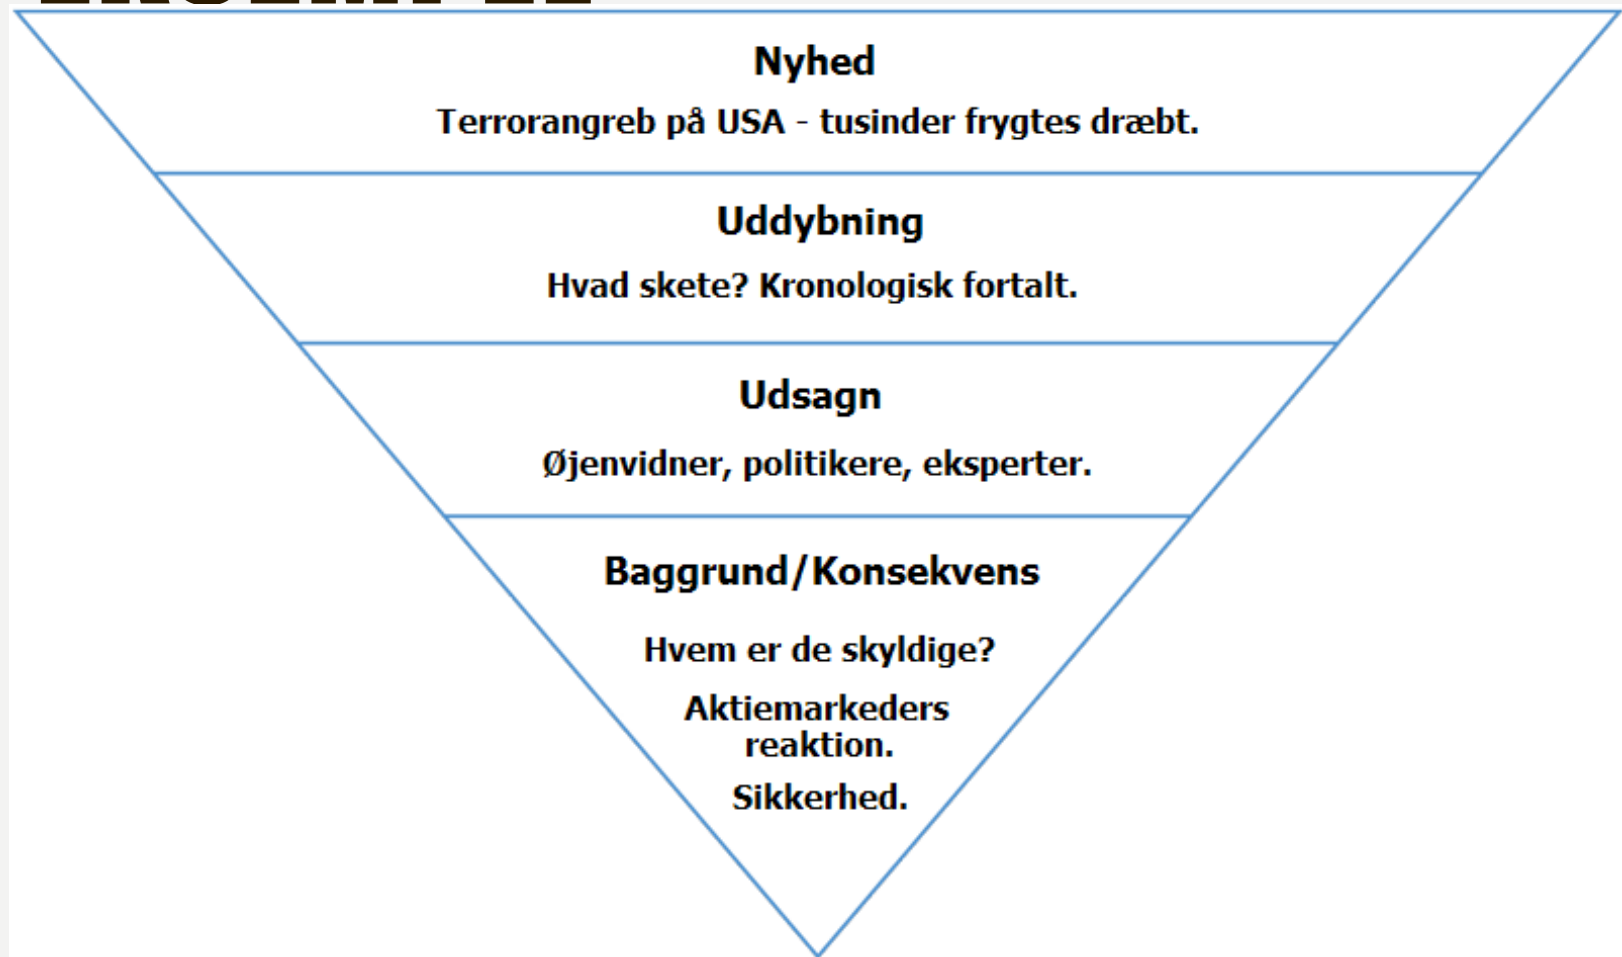 Nyhed
Terrorangreb på USA - tusinder frygtes dræbt.
Uddybning
Hvad skete? Kronologisk fortalt.
Udsagn
Øjenvidner, politikere, eksperter.
Baggrund/Konsekvens
Hvem er de skyldige?
Aktiemarkeders
reaktion.
Sikkerhed.